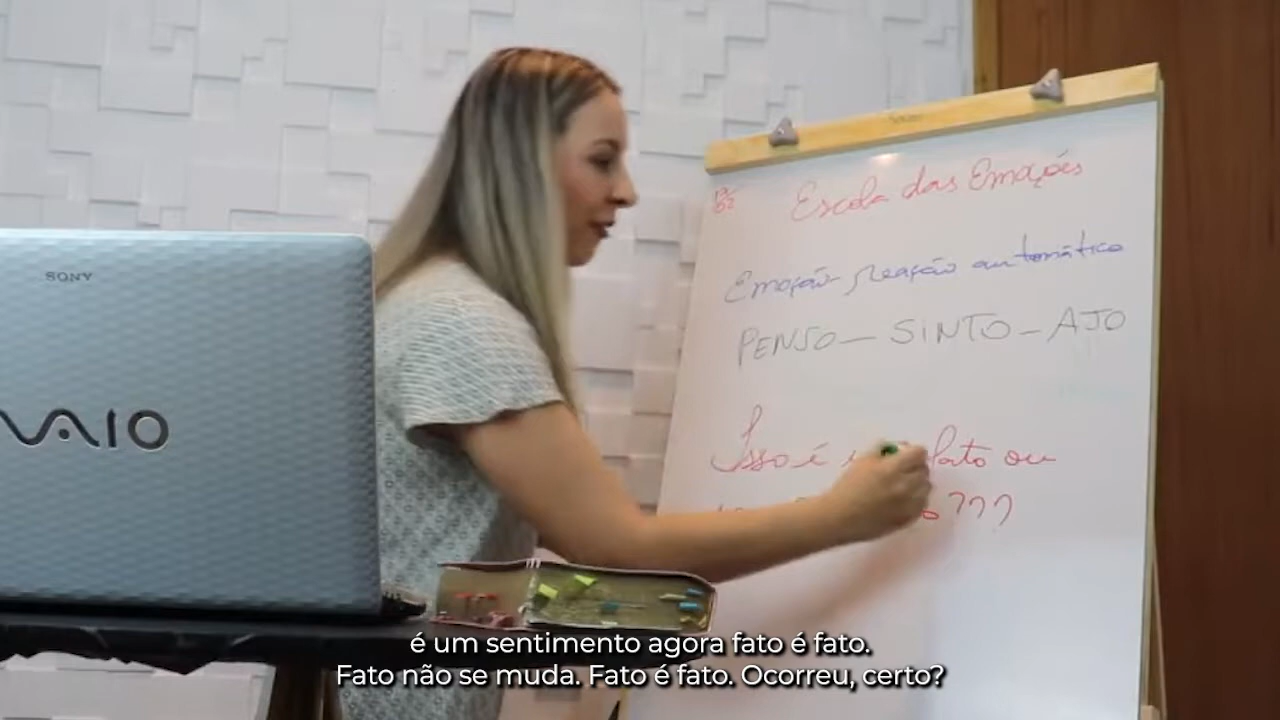 SONY
VAIO
Escola das Emoções
Emoção - reação automática
PENSO - SINTO - AJO
Isso é fato ou
???
é um sentimento agora fato é fato.
Fato não se muda. Fato é fato. Ocorreu, certo?